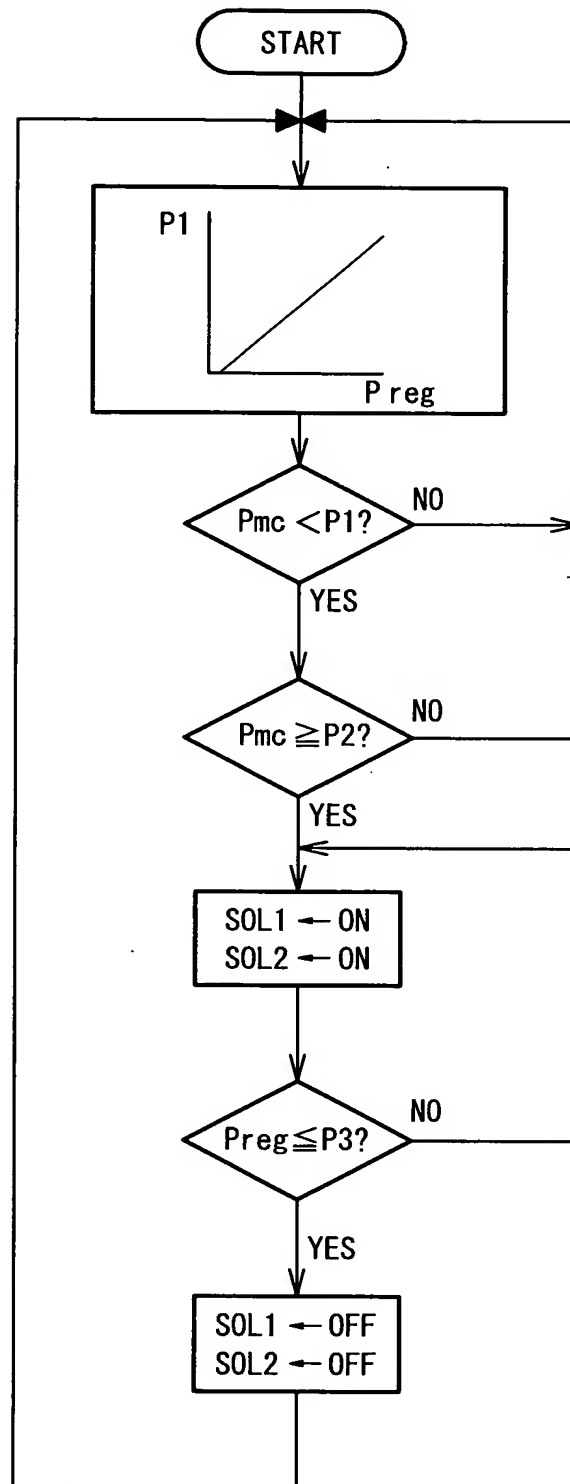 START
P1
Preg
Pmc <P1?
NO
YES
Pmc ≧P2?
NO
YES
SOL1 ← ON
SOL2 ← ON
Preg≦P3?
NO
YES
SOL1 ← OFF
SOL2 ← OFF